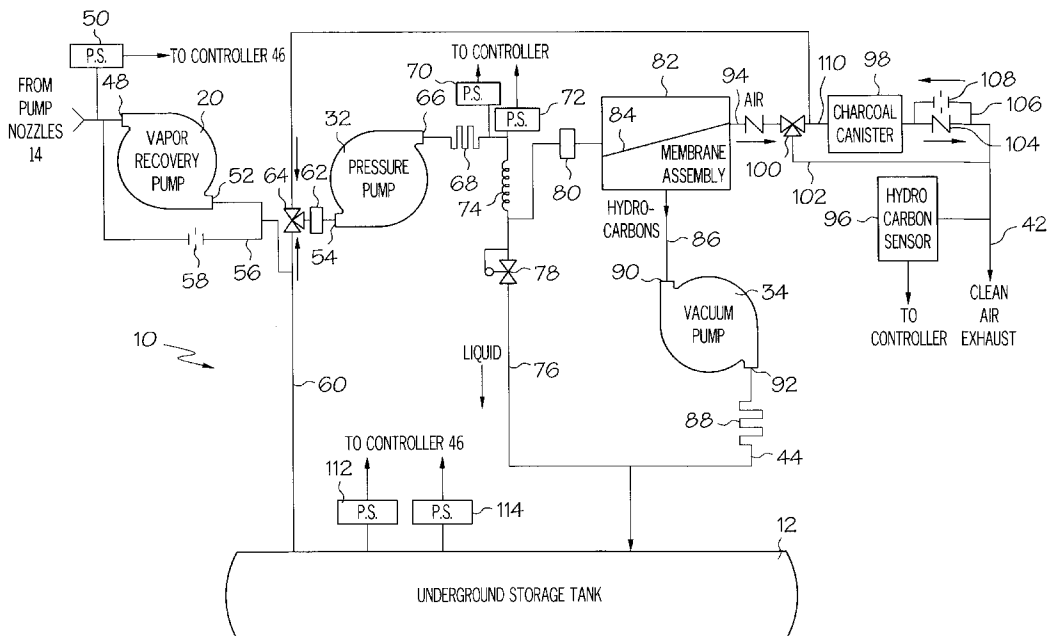 50
P.S.
TO CONTROLLER 46
48
FROM
PUMP
NOZZLES
14
20
VAPOR
RECOVERY
PUMP
52
58
56
64
62
54
32
PRESSURE
PUMP
TO CONTROLLER
70
P.S.
66
68
P.S.
72
74
80
78
82
84
MEMBRANE
ASSEMBLY
HYDRO-
CARBONS
86
94
AIR
100
102
110
98
CHARCOAL
CANISTER
108
106
104
96
HYDRO
CARBON
SENSOR
42
TO
CONTROLLER
CLEAN
AIR
EXHAUST
90
34
VACUUM
PUMP
92
88
44
LIQUID
76
10
60
TO CONTROLLER 46
112
P.S.
P.S.
114
12
UNDERGROUND STORAGE TANK